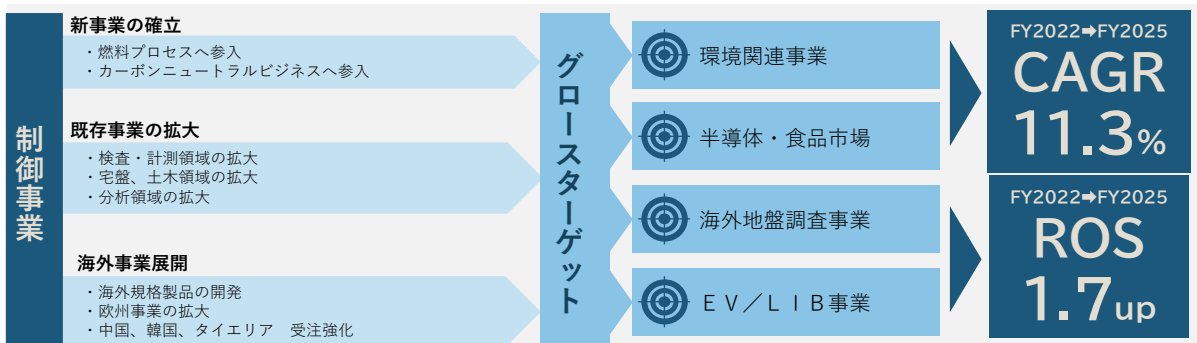 制御事業
新事業の確立
・燃料プロセスへ参入
・カーボンニュートラルビジネスへ参入
既存事業の拡大
・検査・計測領域の拡大
・宅盤、土木領域の拡大
・分析領域の拡大
海外事業展開
・海外規格製品の開発
・欧州事業の拡大
・中国、韓国、タイエリア　受注強化
グロースターゲット
環境関連事業
半導体・食品市場
海外地盤調査事業
ＥＶ／ＬＩＢ事業
FY2022➡FY2025
CAGR
11.3%
FY2022➡FY2025
ROS
1.7up